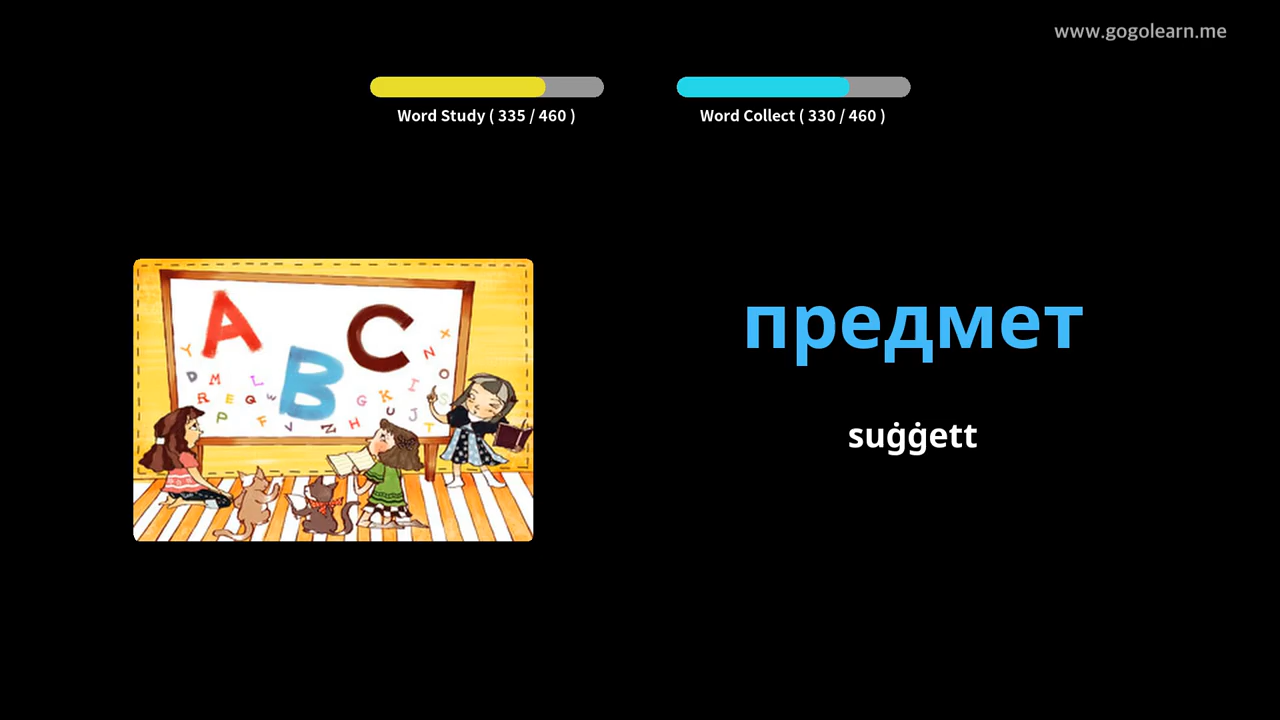 www.gogolearn.me
Word Study ( 335 / 460 )
Word Collect ( 330 / 460 )
предмет
suġġett
A
B
C
X
Y
N
D M L O
R E Q W G K I S
P F V Z H U J T